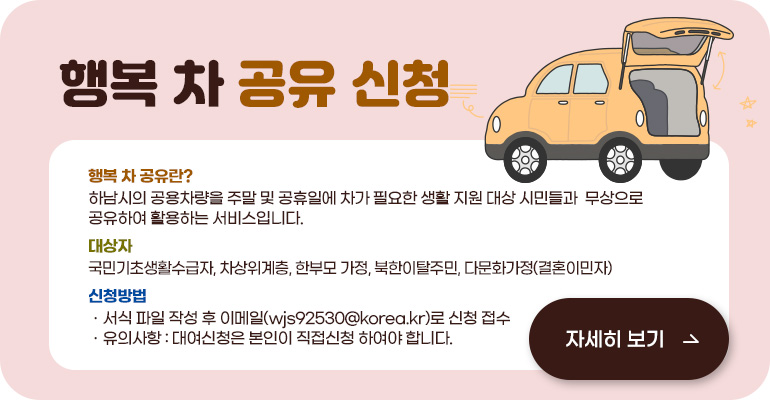 행복 차 공유 신청
행복 차 공유란?
하남시의 공용차량을 주말 및 공휴일에 차가 필요한 생활 지원 대상 시민들과 무상으로
공유하여 활용하는 서비스입니다.
대상자
국민기초생활수급자, 차상위계층, 한부모 가정, 북한이탈주민, 다문화가정(결혼이민자)
신청방법
· 서식 파일 작성 후 이메일(wjs92530@korea.kr)로 신청 접수
· 유의사항 : 대여신청은 본인이 직접신청 하여야 합니다.
자세히 보기